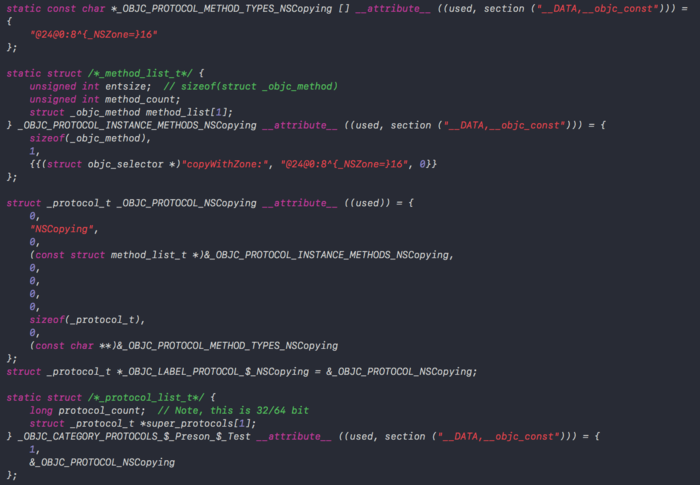 static const char *_OBJC_PROTOCOL_METHOD_TYPES_NSCopying [] __attribute__ ((used, section ("__DATA,__objc_const"))) =
{
    "@24@0:8^{_NSZone=}16"
};

static struct /*_method_list_t*/ {
    unsigned int entsize;  // sizeof(struct _objc_method)
    unsigned int method_count;
    struct _objc_method method_list[1];
} _OBJC_PROTOCOL_INSTANCE_METHODS_NSCopying __attribute__ ((used, section ("__DATA,__objc_const"))) = {
    sizeof(_objc_method),
    1,
    {{(struct objc_selector *)"copyWithZone:", "@24@0:8^{_NSZone=}16", 0}}
};

struct _protocol_t _OBJC_PROTOCOL_NSCopying __attribute__ ((used)) = {
    0,
    "NSCopying",
    0,
    (const struct method_list_t *)&_OBJC_PROTOCOL_INSTANCE_METHODS_NSCopying,
    0,
    0,
    0,
    0,
    sizeof(_protocol_t),
    0,
    (const char **)&_OBJC_PROTOCOL_METHOD_TYPES_NSCopying
};
struct _protocol_t *_OBJC_LABEL_PROTOCOL_$_NSCopying = &_OBJC_PROTOCOL_NSCopying;

static struct /*_protocol_list_t*/ {
    long protocol_count;  // Note, this is 32/64 bit
    struct _protocol_t *super_protocols[1];
} _OBJC_CATEGORY_PROTOCOLS_$_Preson_$_Test __attribute__ ((used, section ("__DATA,__objc_const"))) = {
    1,
    &_OBJC_PROTOCOL_NSCopying
};